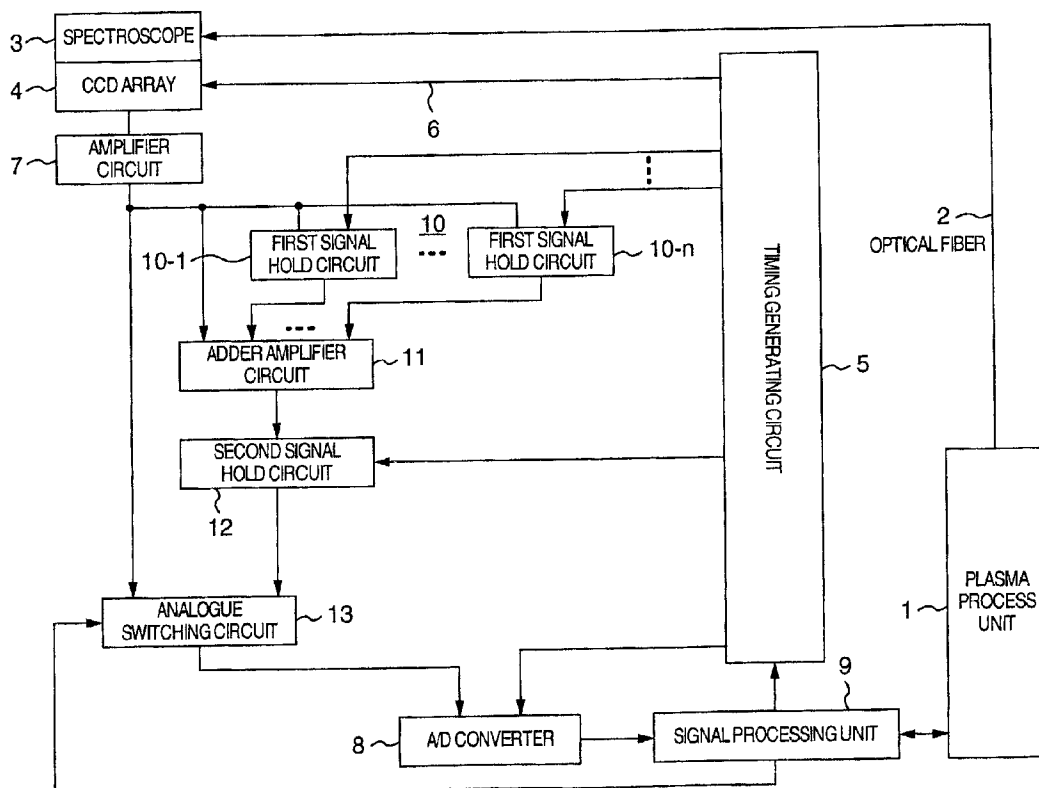 3
SPECTROSCOPE
4
CCD ARRAY
6
7
AMPLIFIER
CIRCUIT
2
OPTICAL FIBER
10
10-1
FIRST SIGNAL
HOLD CIRCUIT
FIRST SIGNAL
HOLD CIRCUIT
10-n
TIMING GENERATING CIRCUIT
5
ADDER AMPLIFIER
CIRCUIT
11
SECOND SIGNAL
HOLD CIRCUIT
12
ANALOGUE
SWITCHING CIRCUIT
13
1
PLASMA
PROCESS
UNIT
8
A/D CONVERTER
9
SIGNAL PROCESSING UNIT